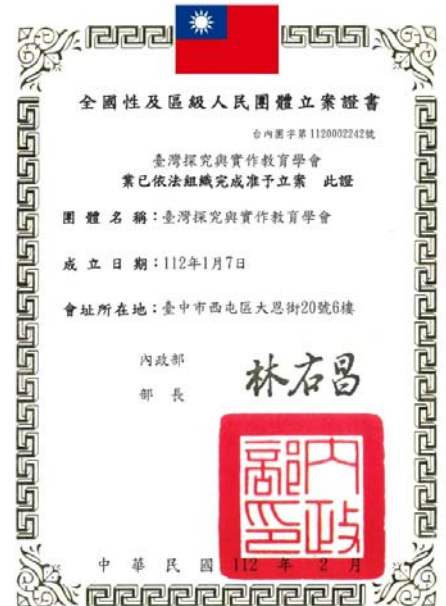 全國性及區級人民團體立案證書
台內團字第1120002242號
臺灣探究與實作教育學會
業已依法組織完成准予立案 此證
團體名稱：臺灣探究與實作教育學會
成立日期：112年1月7日
會址所在地：臺中市西屯區大恩街20號6樓
內政部
部長 林右昌
內政部印
中華民國 112 年 2 月